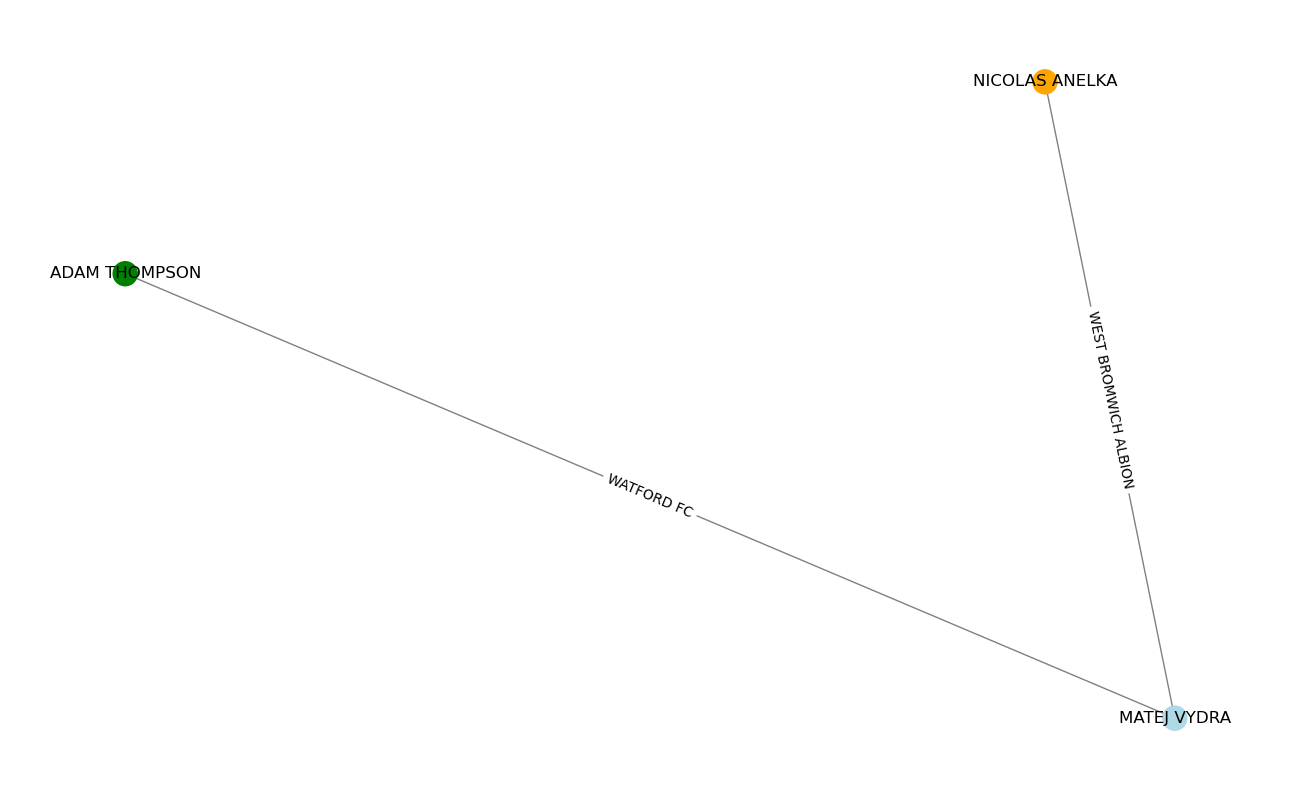 NICOLAS ANELKA
ADAM THOMPSON
WEST BROMWICH ALBION
WATFORD FC
MATEJ VYDRA